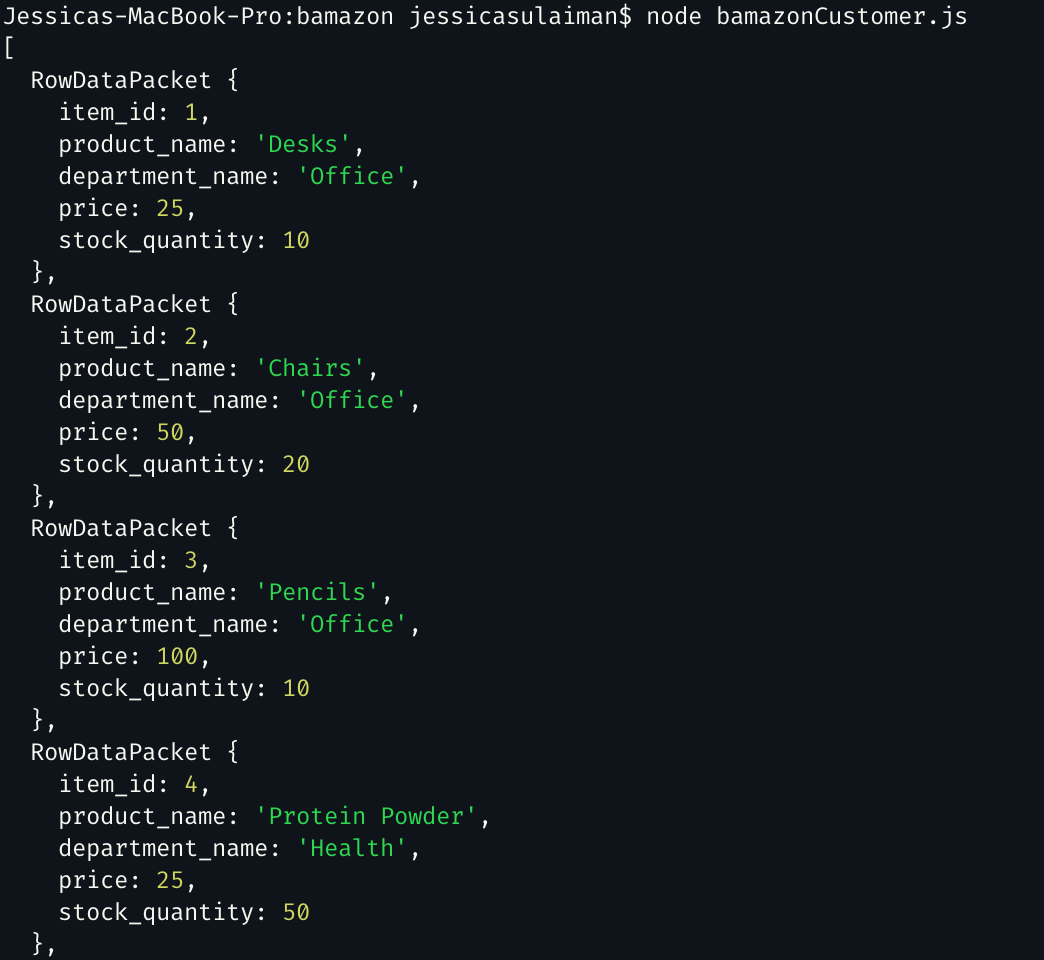 Jessicas-MacBook-Pro:bamazon jessicasulaiman$ node bamazonCustomer.js
[
  RowDataPacket {
    item_id: 1,
    product_name: 'Desks',
    department_name: 'Office',
    price: 25,
    stock_quantity: 10
  },
  RowDataPacket {
    item_id: 2,
    product_name: 'Chairs',
    department_name: 'Office',
    price: 50,
    stock_quantity: 20
  },
  RowDataPacket {
    item_id: 3,
    product_name: 'Pencils',
    department_name: 'Office',
    price: 100,
    stock_quantity: 10
  },
  RowDataPacket {
    item_id: 4,
    product_name: 'Protein Powder',
    department_name: 'Health',
    price: 25,
    stock_quantity: 50
  },